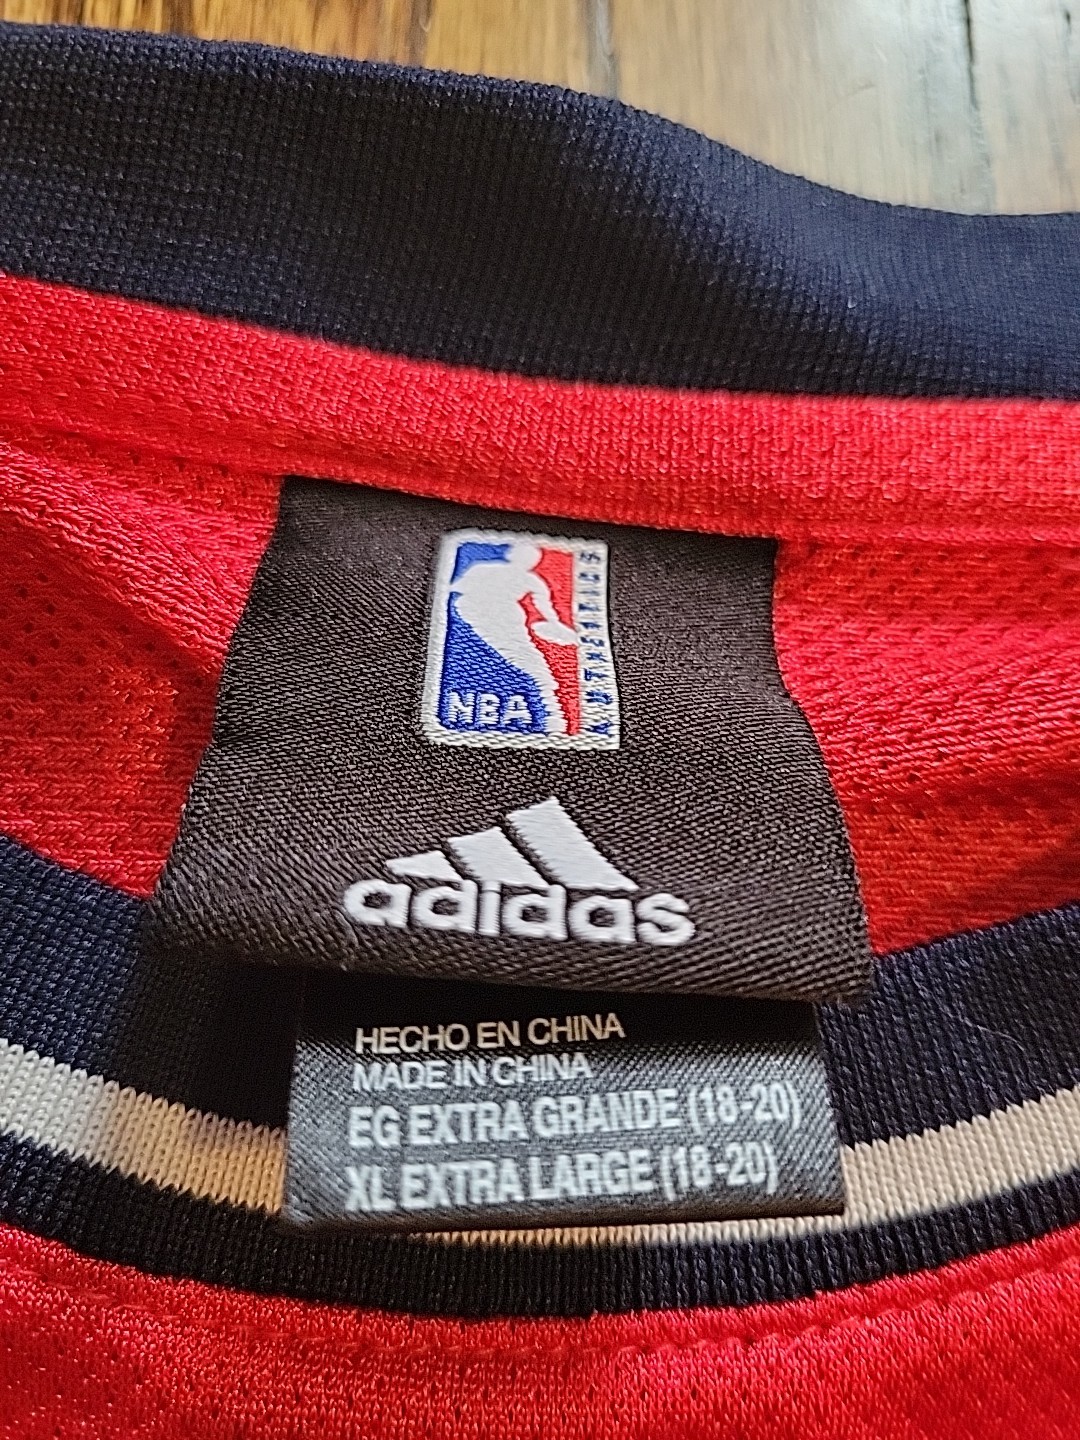 NBA
AUTHENTICS
adidas
HECHO EN CHINA
MADE IN CHINA
EG EXTRA GRANDE (18-20)
XL EXTRA LARGE (18-20)